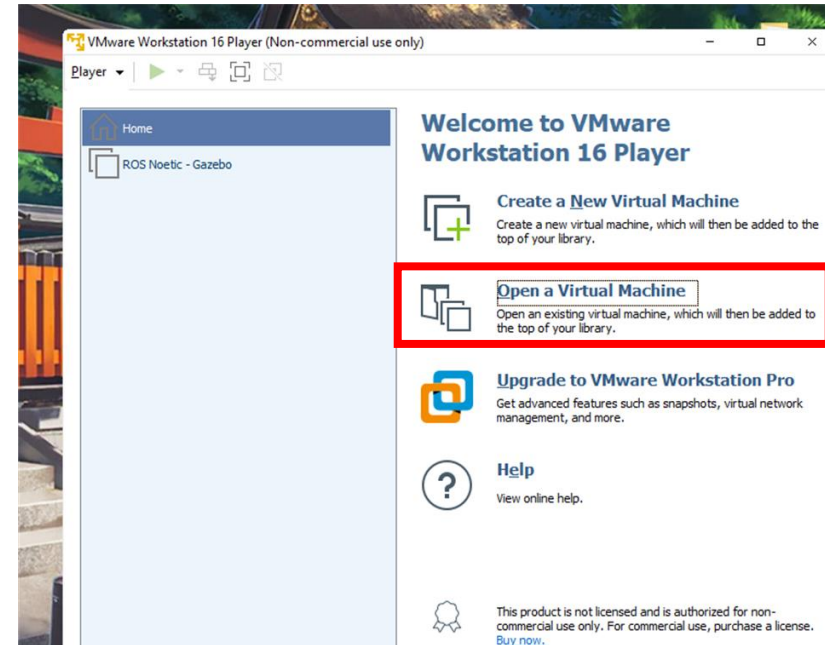 VMware Workstation 16 Player (Non-commercial use only)
Player
Home
ROS Noetic - Gazebo
Welcome to VMware
Workstation 16 Player
Create a New Virtual Machine
Create a new virtual machine, which will then be added to the
top of your library.
Open a Virtual Machine
Open an existing virtual machine, which will then be added to
the top of your library.
Upgrade to VMware Workstation Pro
Get advanced features such as snapshots, virtual network
management, and more.
Help
View online help.
This product is not licensed and is authorized for non-
commercial use only. For commercial use, purchase a license.
Buy now.